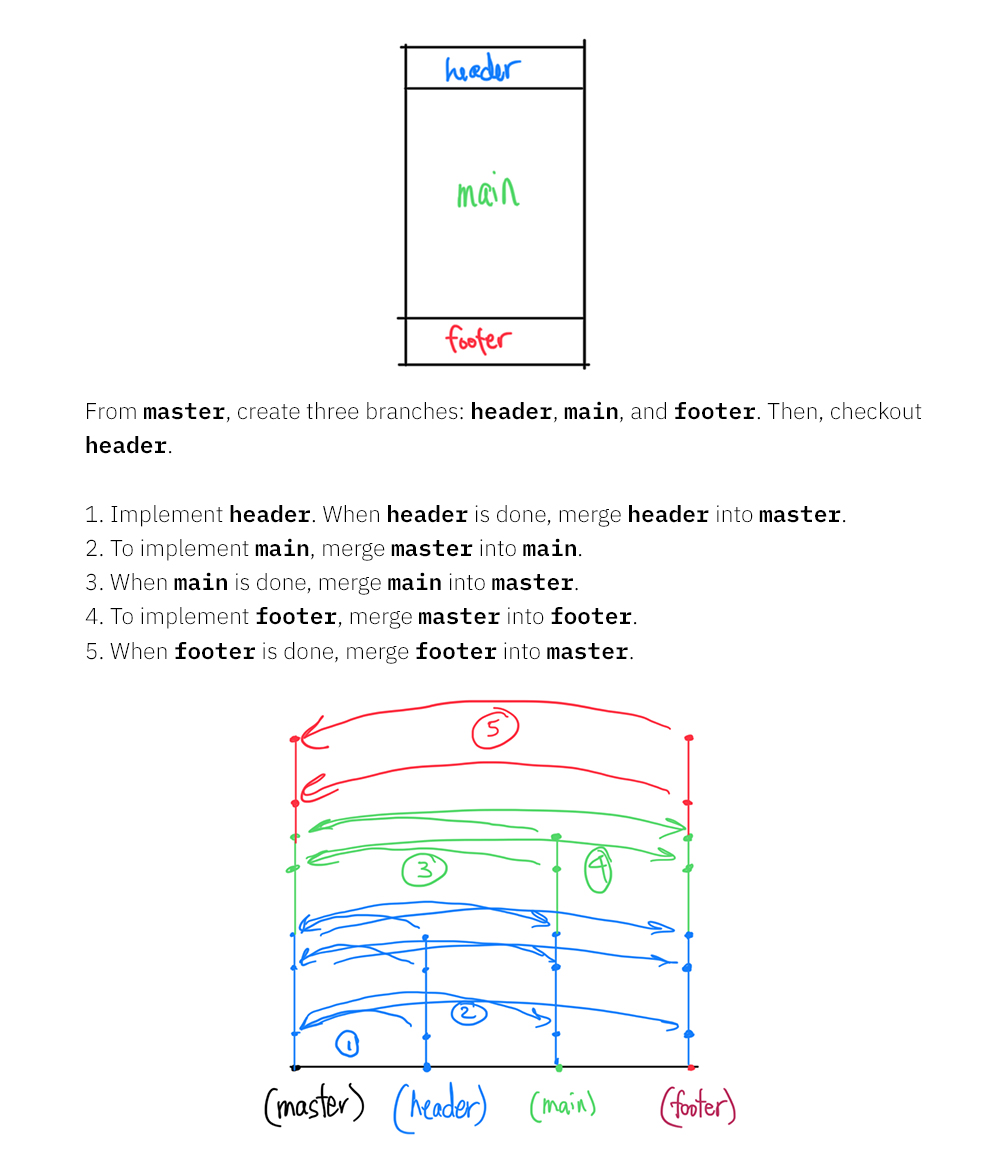 header
main
footer
From master, create three branches: header, main, and footer. Then, checkout
header.
1. Implement header. When header is done, merge header into master.
2. To implement main, merge master into main.
3. When main is done, merge main into master.
4. To implement footer, merge master into footer.
5. When footer is done, merge footer into master.
5
3
4
2
1
(master) (header) (main) (footer)